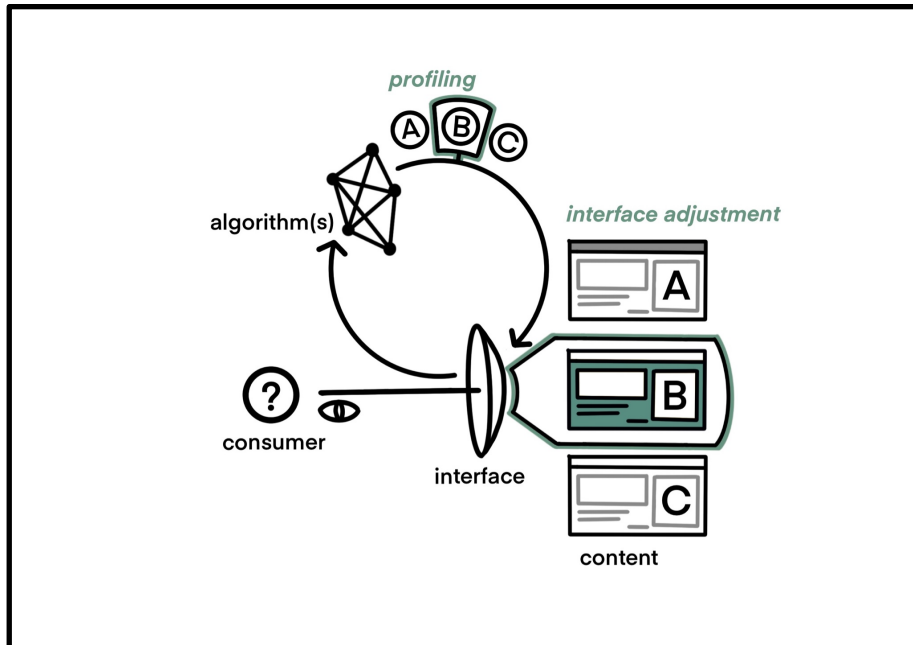 profiling
A
B
C
algorithm(s)
interface adjustment
A
B
?
consumer
interface
C
content